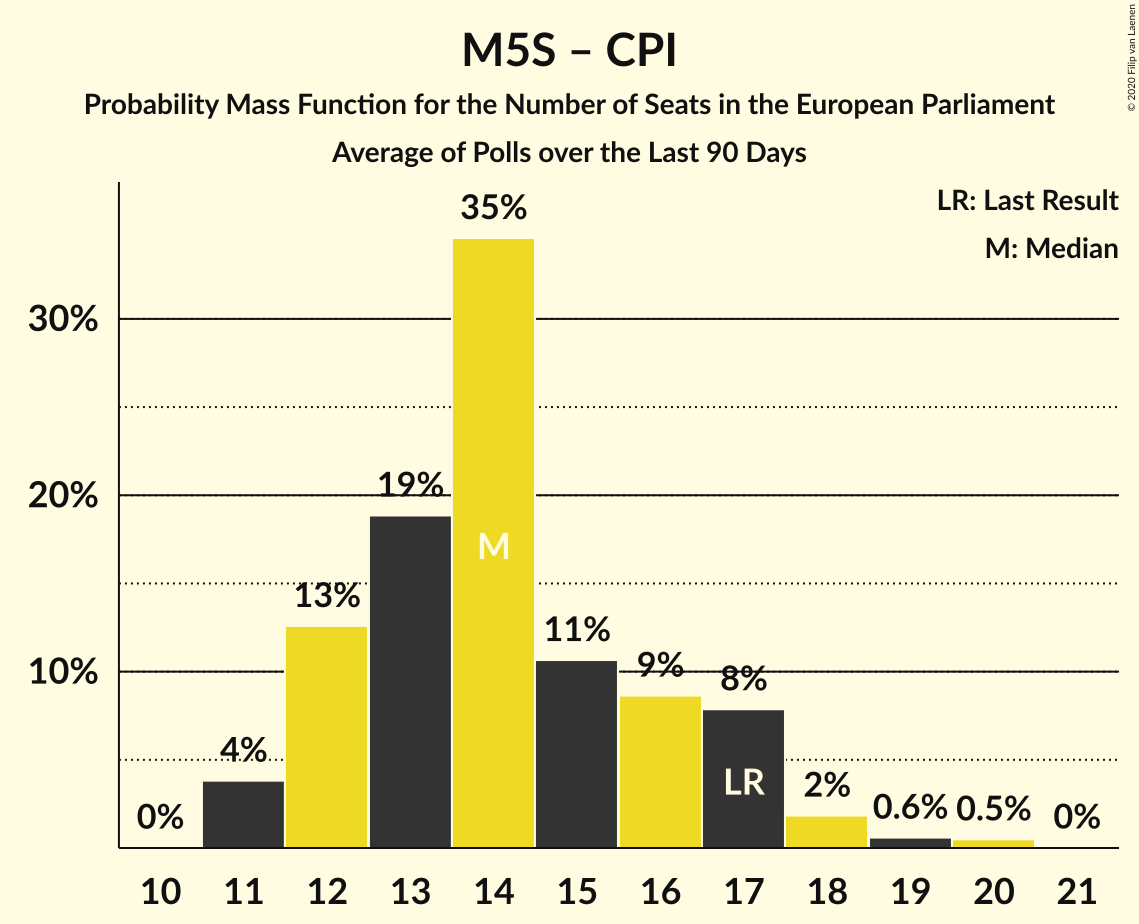 M5S – CPI
Probability Mass Function for the Number of Seats in the European Parliament
Average of Polls over the Last 90 Days
© 2020 Filip van Laenen
LR: Last Result
M: Median
30%
20%
10%
0%
4%
13%
19%
35%
11%
9%
8%
2%
0.6%
0.5%
0%
M
LR
10 11 12 13 14 15 16 17 18 19 20 21